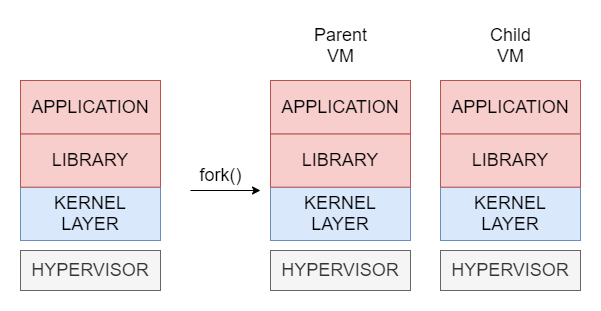 Parent
VM
Child
VM
APPLICATION
LIBRARY
KERNEL
LAYER
HYPERVISOR
fork()
APPLICATION
LIBRARY
KERNEL
LAYER
HYPERVISOR
APPLICATION
LIBRARY
KERNEL
LAYER
HYPERVISOR